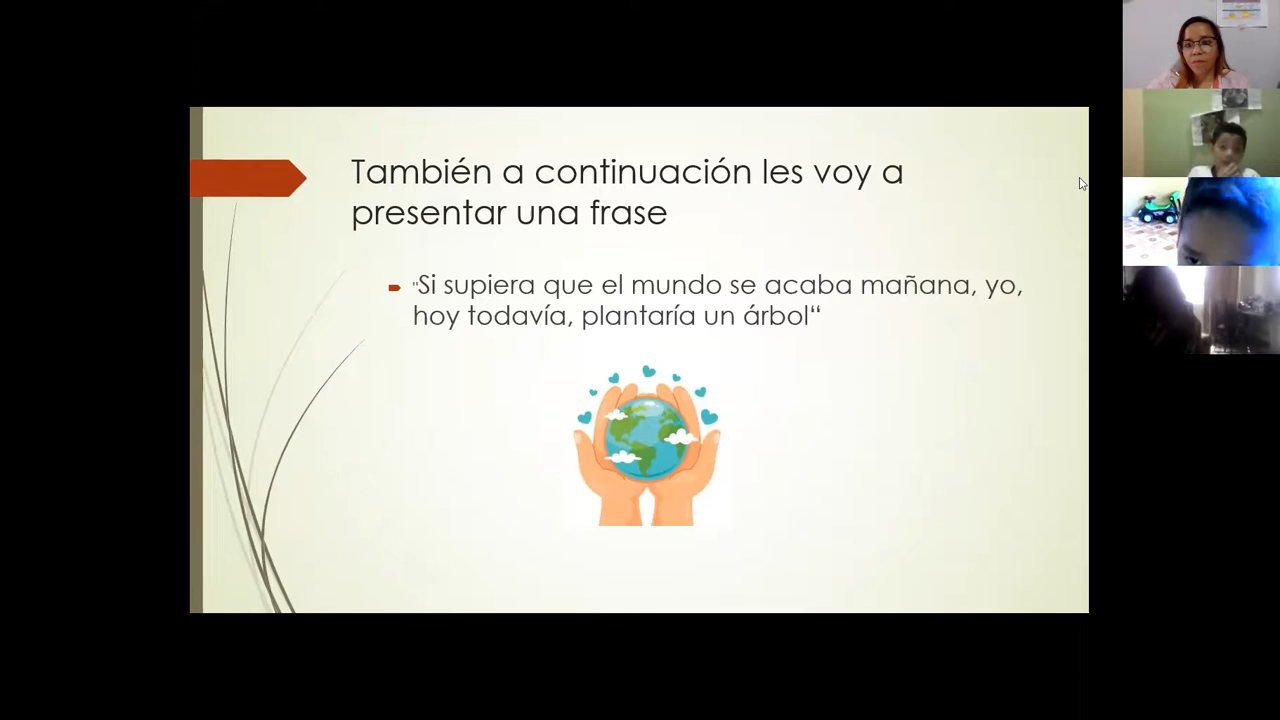 También a continuación les voy a
presentar una frase
"Si supiera que el mundo se acaba mañana, yo,
hoy todavía, plantaría un árbol“